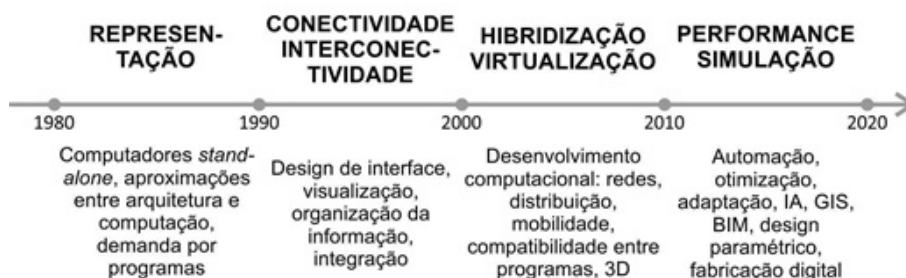 REPRESEN-
TAÇÃO
CONECTIVIDADE
INTERCONEC-
TIVIDADE
HIBRIDIZAÇÃO
VIRTUALIZAÇÃO
PERFORMANCE
SIMULAÇÃO
1980
1990
2000
2010
2020
Computadores stand-
alone, aproximações
entre arquitetura e
computação,
demanda por
programas
Design de interface,
visualização,
organização da
informação,
integração
Desenvolvimento
computacional: redes,
distribuição,
mobilidade,
compatibilidade entre
programas, 3D
Automação,
otimização,
adaptação, IA, GIS,
BIM, design
paramétrico,
fabricação digital